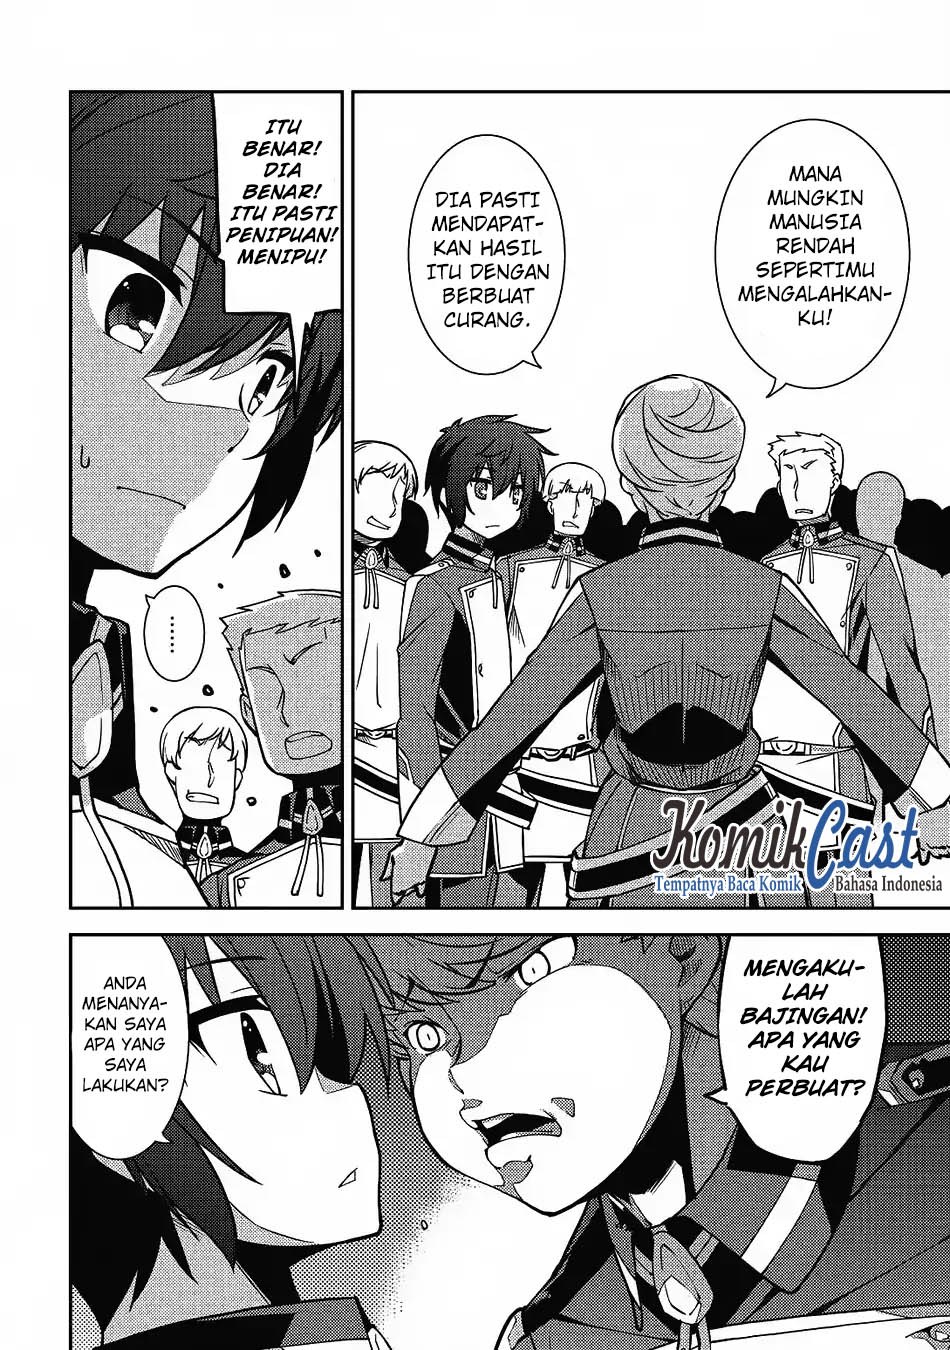 MANA
MUNGKIN
MANUSIA
RENDAH
SEPERTIMU
MENGALAHKAN-
KU!
DIA PASTI
MENDAPAT-
KAN HASIL
ITU DENGAN
BERBUAT
CURANG.
ITU
BENAR!
DIA
BENAR!
ITU PASTI
PENIPUAN!
MENIPU!
......
KomikCast
Tempatnya Baca Komik Bahasa Indonesia
MENGAKU-
LAH
BAJINGAN!
APA YANG
KAU
PERBUAT?
ANDA
MENANYA-
KAN SAYA
APA YANG
SAYA
LAKUKAN?